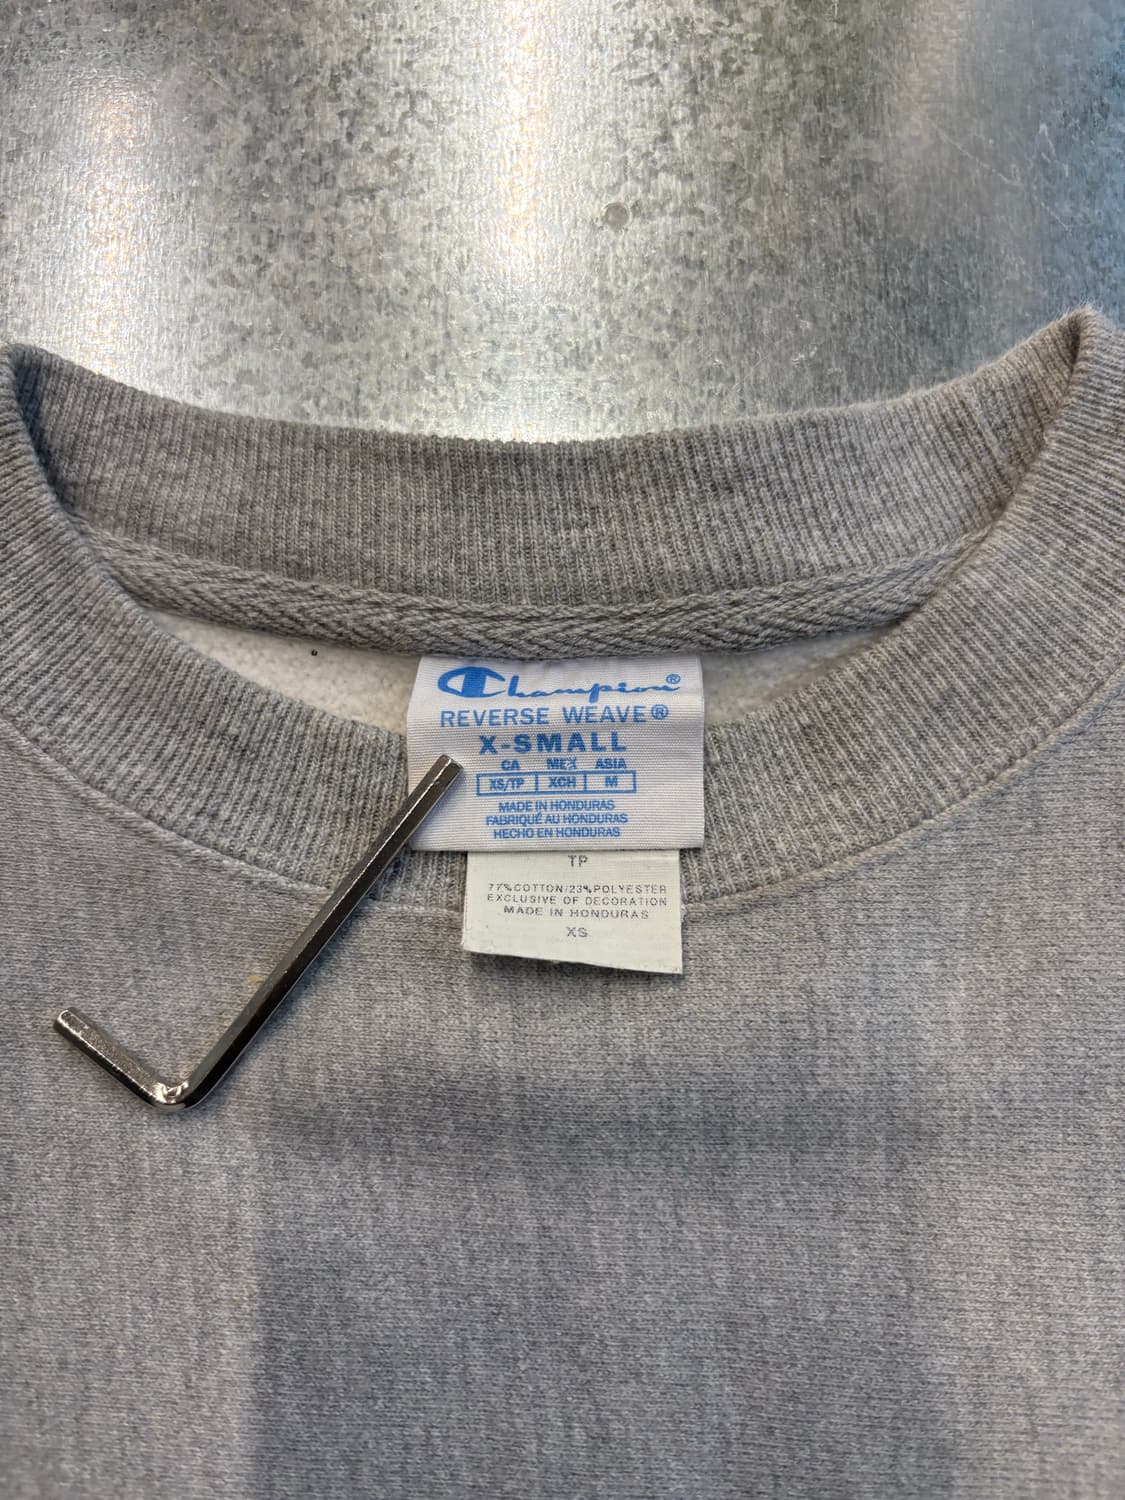 Champion®
REVERSE WEAVE®
X-SMALL
CA MEX ASIA
XS/TP XCH M
MADE IN HONDURAS
FABRIQUÉ AU HONDURAS
HECHO EN HONDURAS
TP
77%COTTON/23%POLYESTER
EXCLUSIVE OF DECORATION
MADE IN HONDURAS
XS